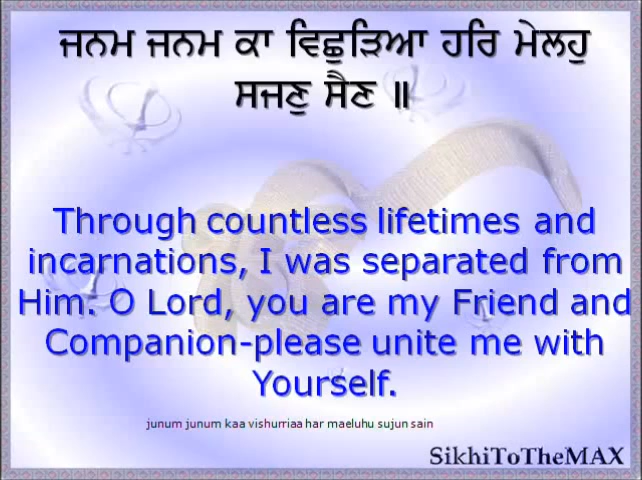 ਜਨਮ ਜਨਮ ਕਾ ਵਿਛੁੜਿਆ ਹਰਿ ਮੇਲਹੁ
ਸਜਣੁ ਸੈਣ ॥
Through countless lifetimes and
incarnations, I was separated from
Him. O Lord, you are my Friend and
Companion-please unite me with
Yourself.
junum junum kaa vishurriaa har maeluhu sujun sain
SikhiToTheMAX